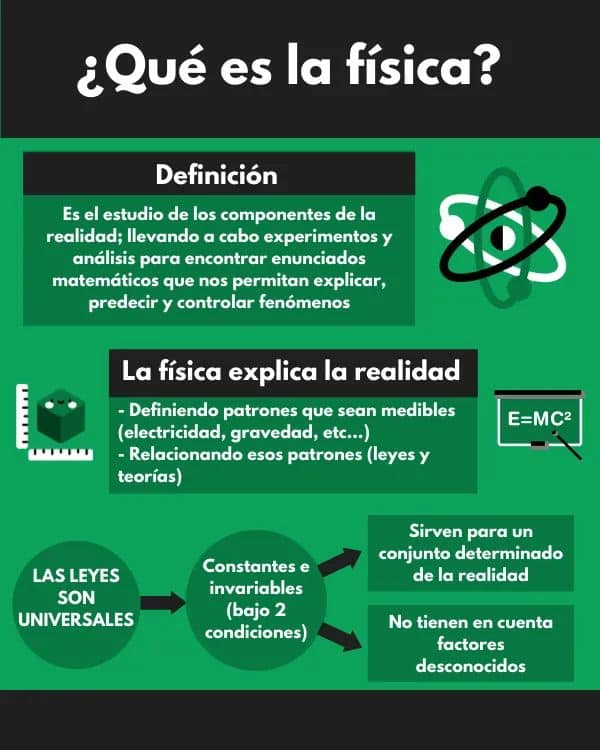 ¿Qué es la física?
Definición
Es el estudio de los componentes de la
realidad; llevando a cabo experimentos y
análisis para encontrar enunciados
matemáticos que nos permitan explicar,
predecir y controlar fenómenos
La física explica la realidad
- Definiendo patrones que sean medibles
(electricidad, gravedad, etc...)
- Relacionando esos patrones (leyes y
teorías)
E=MC²
LAS LEYES
SON
UNIVERSALES
Constantes e
invariables
(bajo 2
condiciones)
Sirven para un
conjunto determinado
de la realidad
No tienen en cuenta
factores
desconocidos